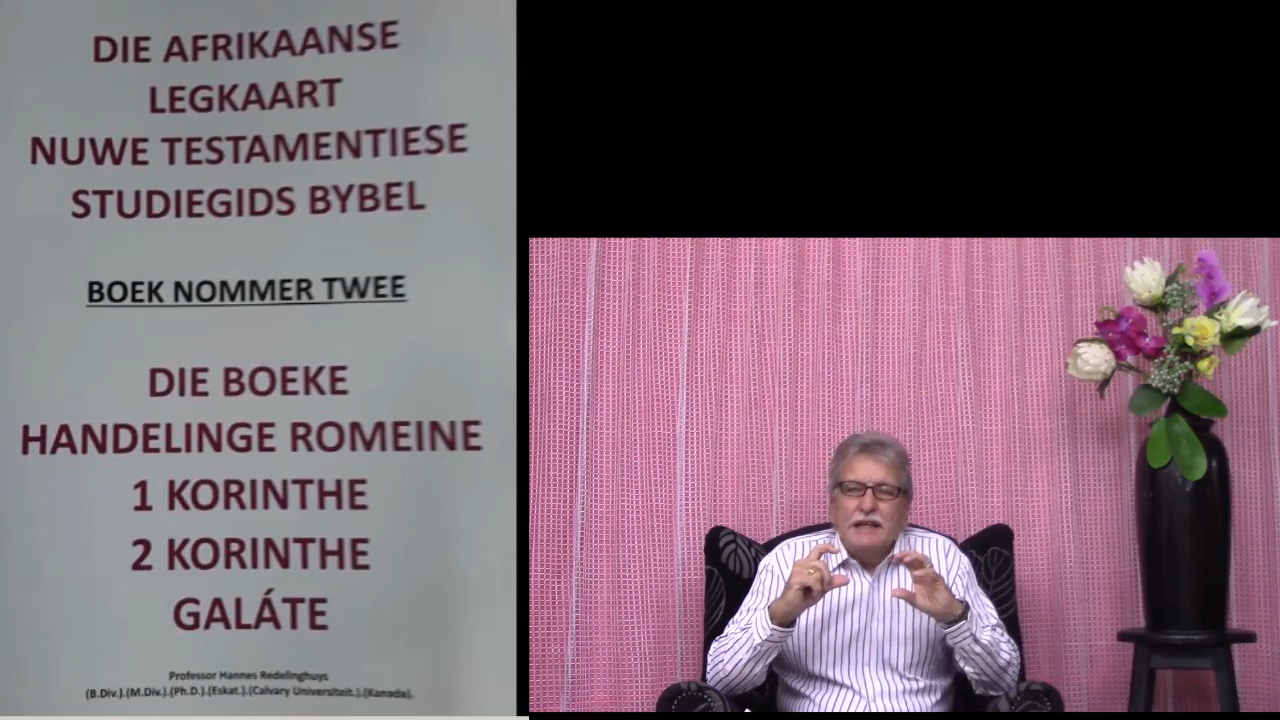 DIE AFRIKAANSE
LEGKAART
NUWE TESTAMENTIESE
STUDIEGIDS BYBEL
BOEK NOMMER TWEE
DIE BOEKE
HANDELINGE ROMEINE
1 KORINTHE
2 KORINTHE
GALÁTE
Professor Hannes Redelinghuys
(B.Div.).(M.Div.).(Ph.D.).(Eskat.).(Calvary Universiteit.).(Kanada).